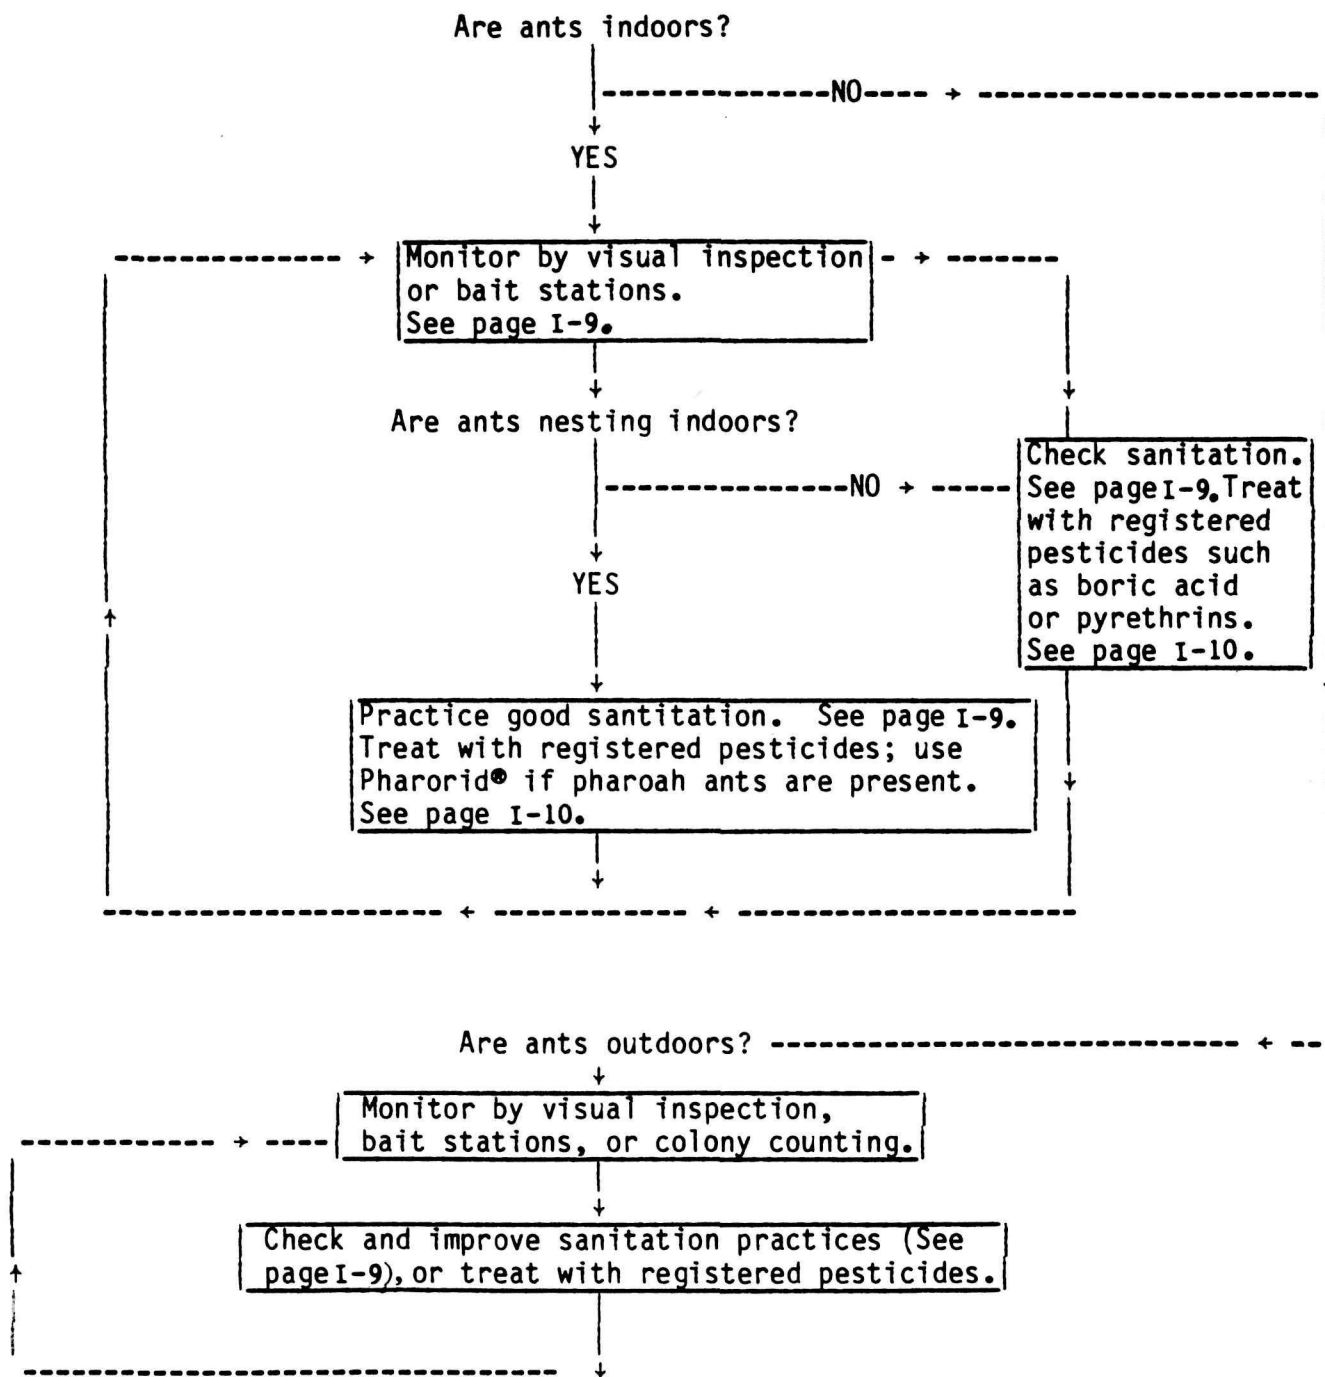 Are ants indoors?
NO
YES
Monitor by visual inspection
or bait stations.
See page I-9.
Are ants nesting indoors?
NO
Check sanitation.
See page I-9. Treat
with registered
pesticides such
as boric acid
or pyrethrins.
See page I-10.
YES
Practice good santitation. See page I-9.
Treat with registered pesticides; use
Pharorid® if pharoah ants are present.
See page I-10.
Are ants outdoors?
Monitor by visual inspection,
bait stations, or colony counting.
Check and improve sanitation practices (See
page I-9), or treat with registered pesticides.